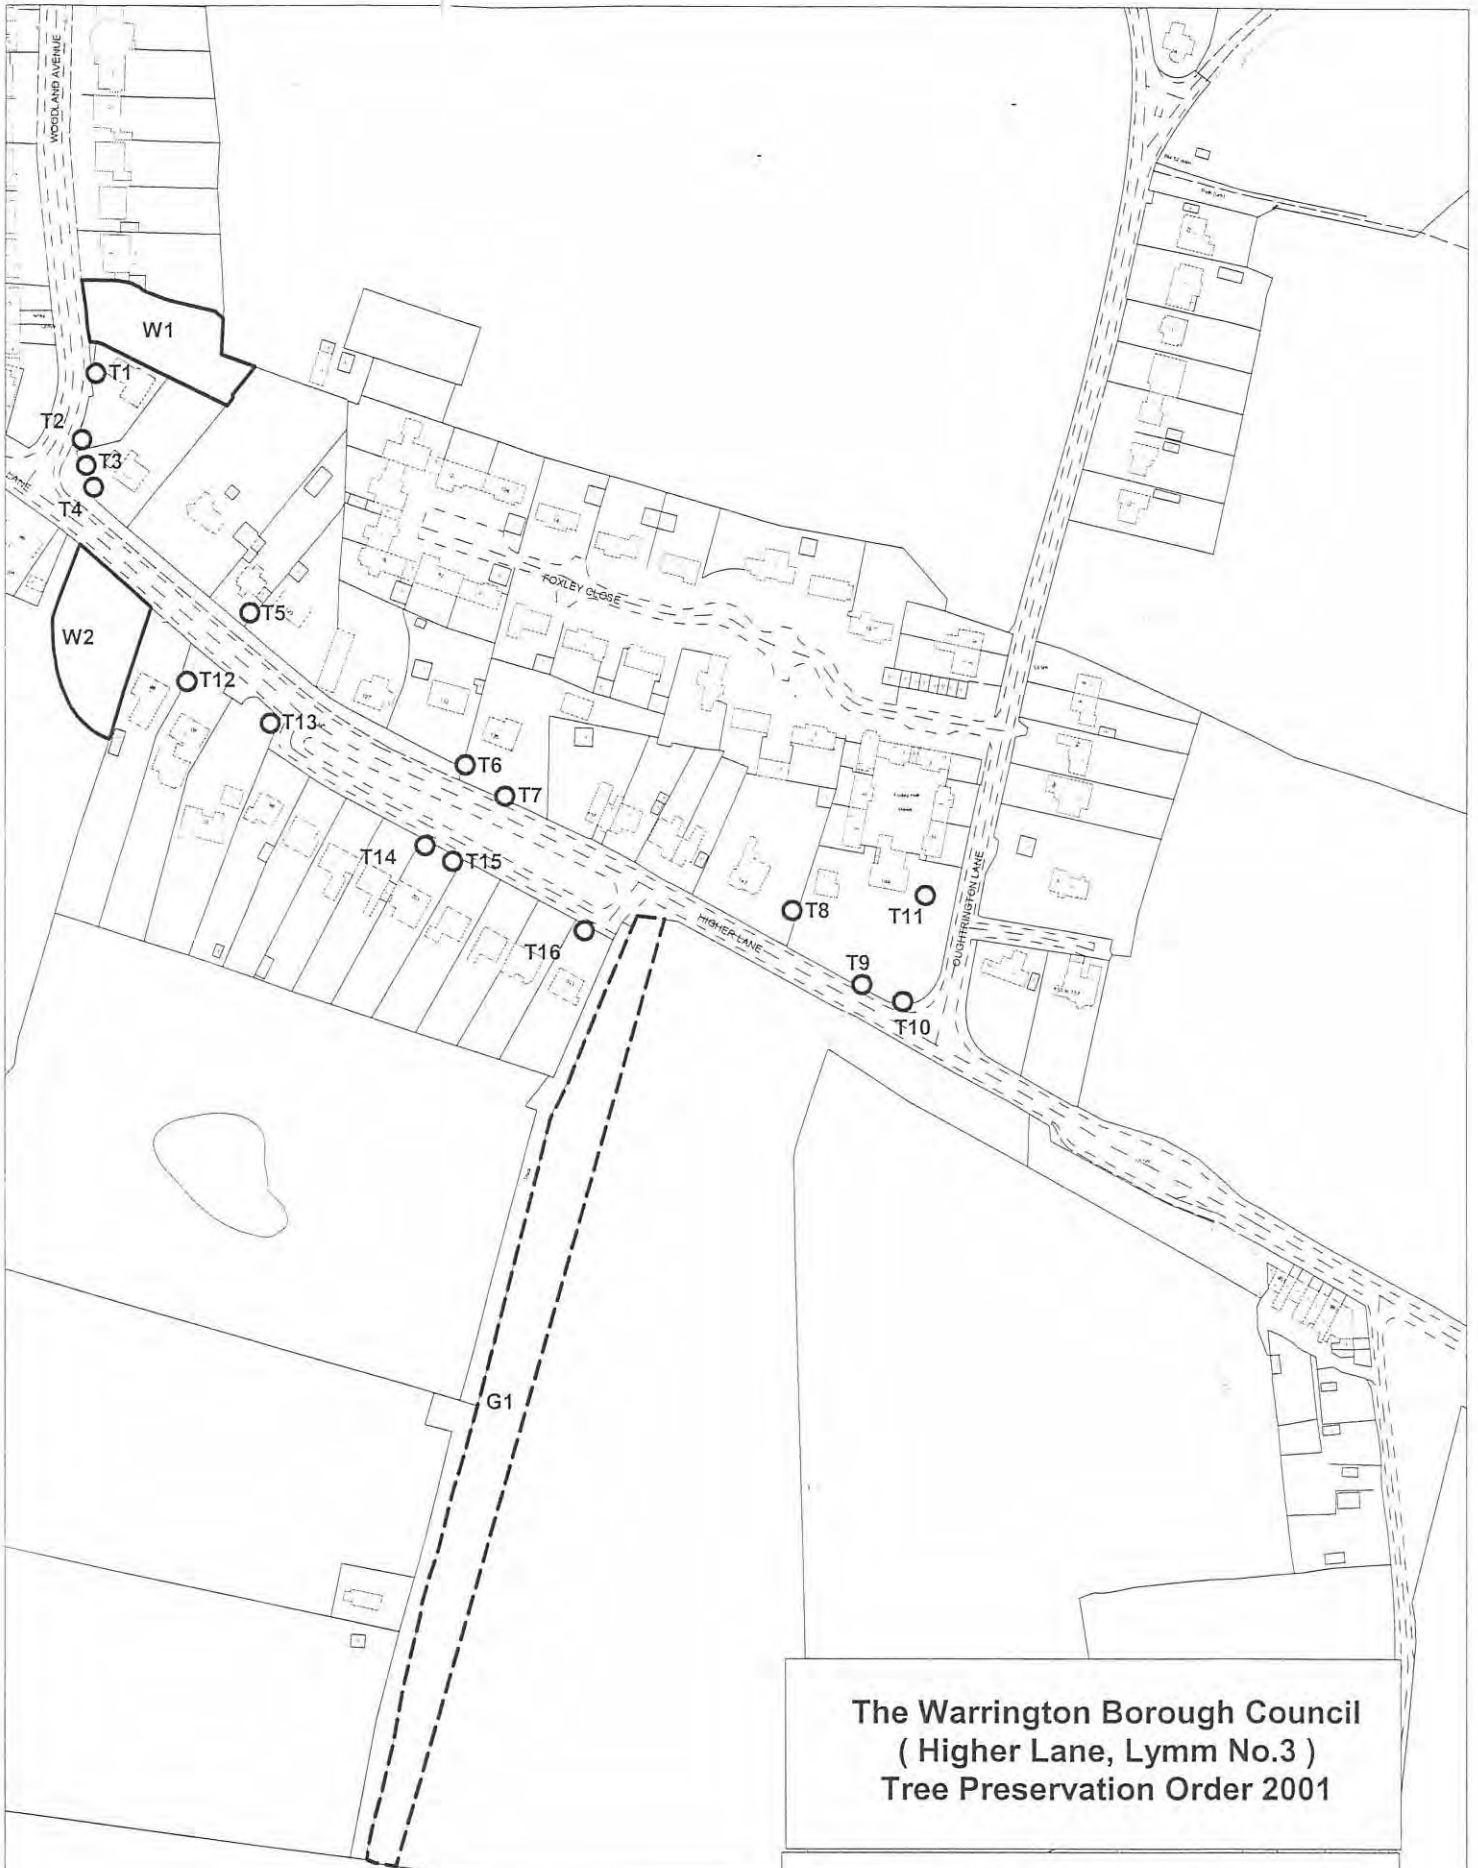 WOODLAND AVENUE
W1
T1
T2
T3
T4
LANE
W2
T5
T12
T13
FOXLEY CLOSE
T6
T7
T14
T15
T16
HIGHER LANE
T8
T11
OUGHTRINGTON LANE
T9
T10
G1
The Warrington Borough Council
( Higher Lane, Lymm No.3 )
Tree Preservation Order 2001